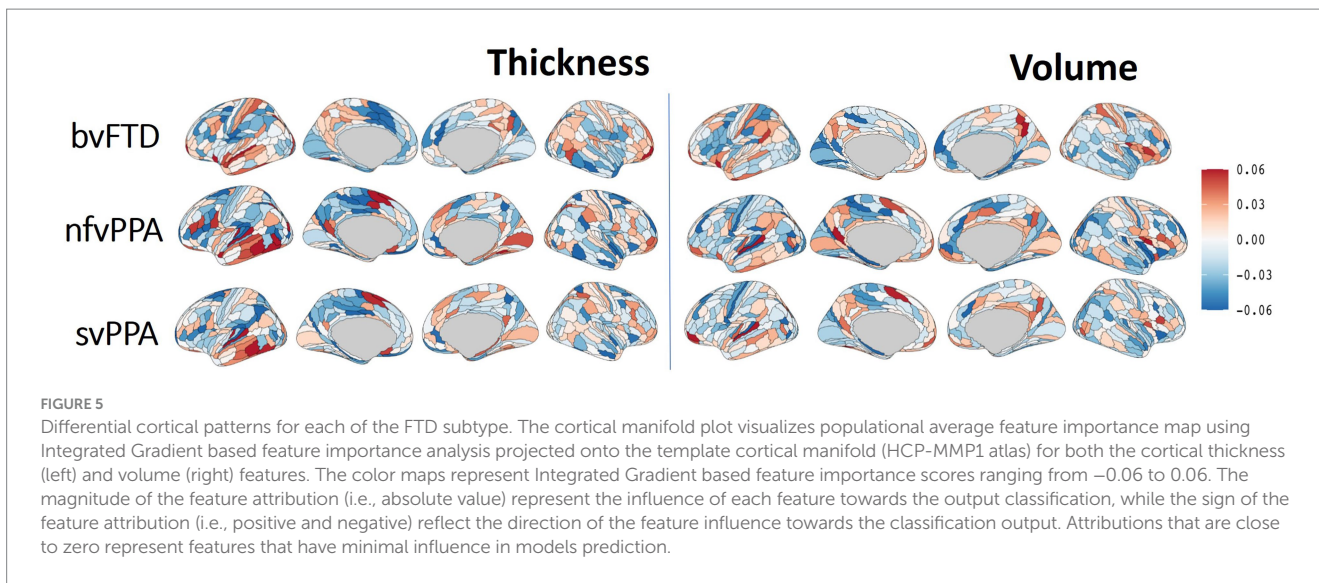 Thickness
Volume
bvFTD
nfvPPA
svPPA
0.06
0.03
0.00
−0.03
−0.06
FIGURE 5
Differential cortical patterns for each of the FTD subtype. The cortical manifold plot visualizes populational average feature importance map using
Integrated Gradient based feature importance analysis projected onto the template cortical manifold (HCP-MMP1 atlas) for both the cortical thickness
(left) and volume (right) features. The color maps represent Integrated Gradient based feature importance scores ranging from −0.06 to 0.06. The
magnitude of the feature attribution (i.e., absolute value) represent the influence of each feature towards the output classification, while the sign of the
feature attribution (i.e., positive and negative) reflect the direction of the feature influence towards the classification output. Attributions that are close
to zero represent features that have minimal influence in models prediction.